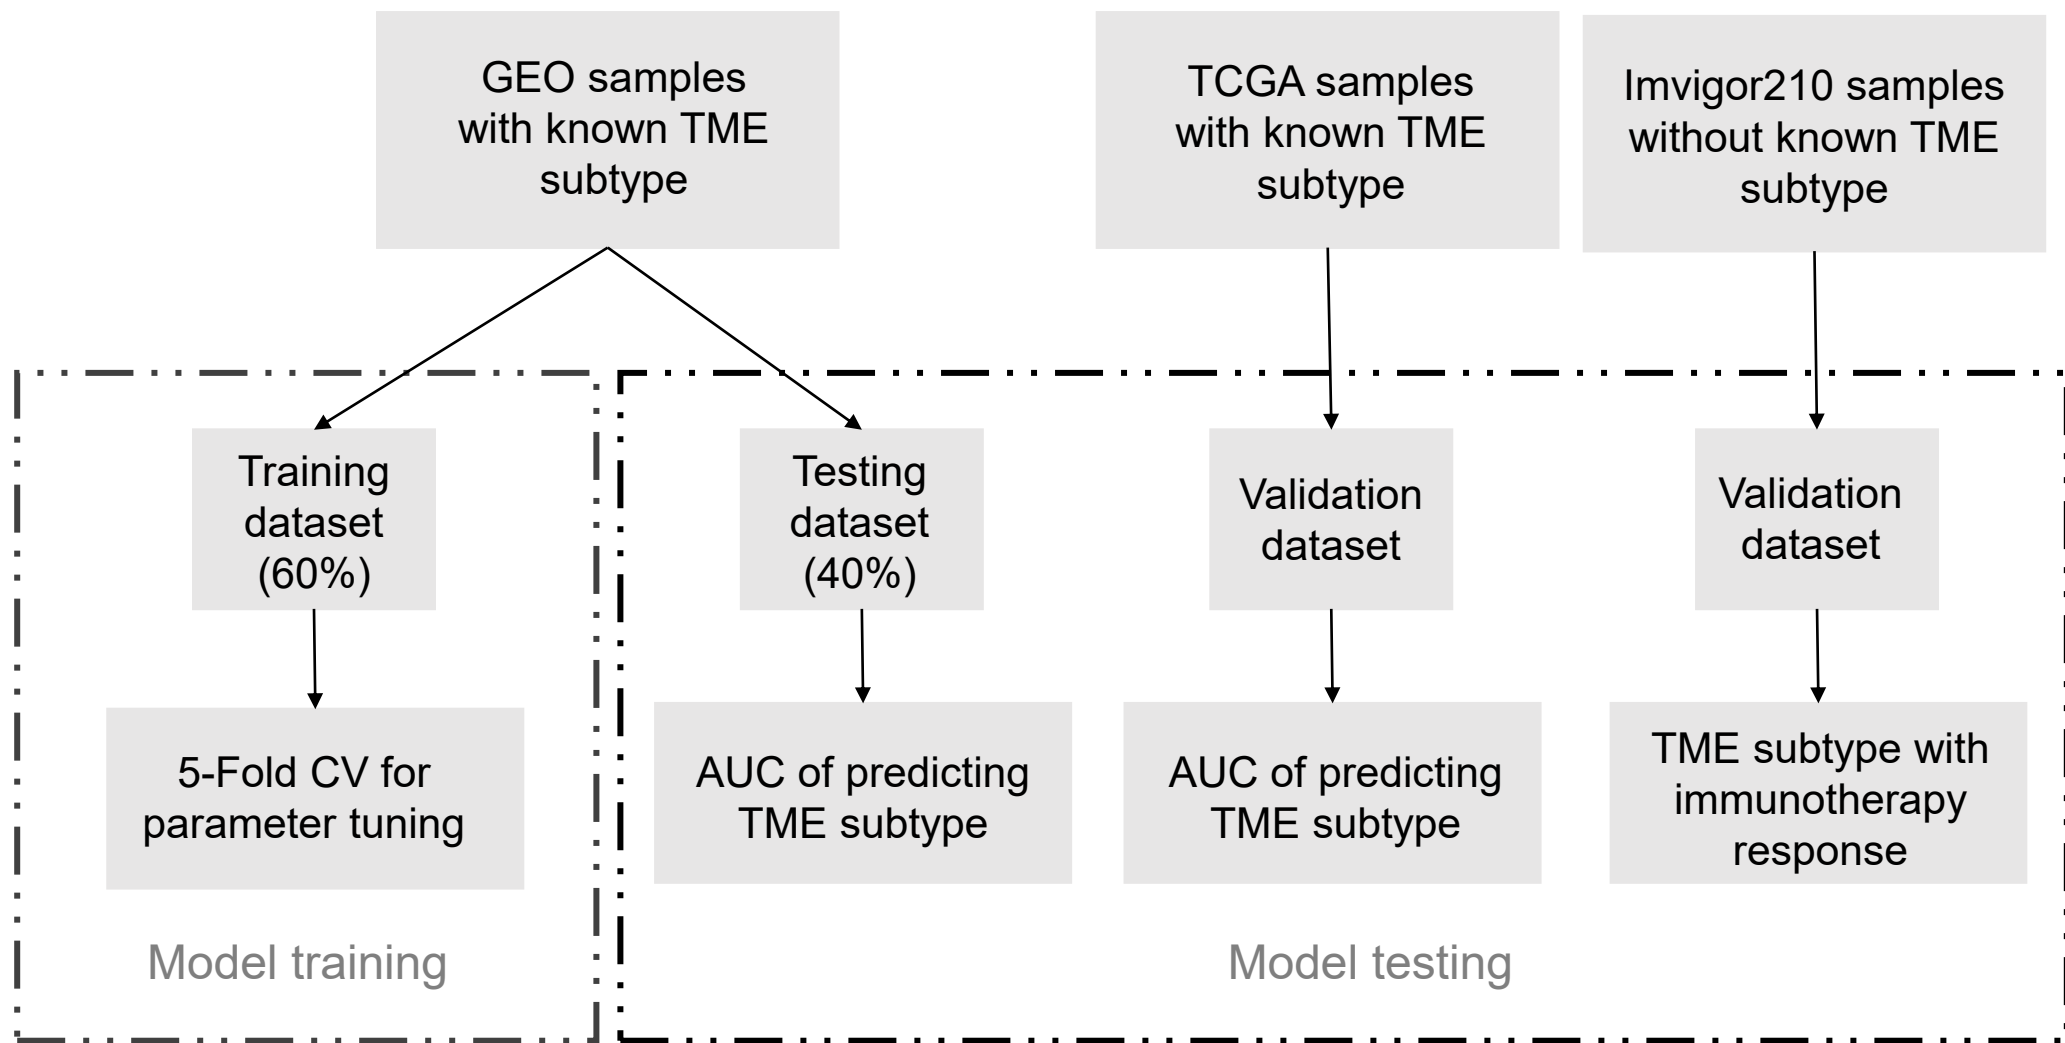 GEO samples
with known TME
subtype
TCGA samples
with known TME
subtype
Imvigor210 samples
without known TME
subtype
Training
dataset
(60%)
Testing
dataset
(40%)
Validation
dataset
Validation
dataset
5-Fold CV for
parameter tuning
AUC of predicting
TME subtype
AUC of predicting
TME subtype
TME subtype with
immunotherapy
response
Model training
Model testing